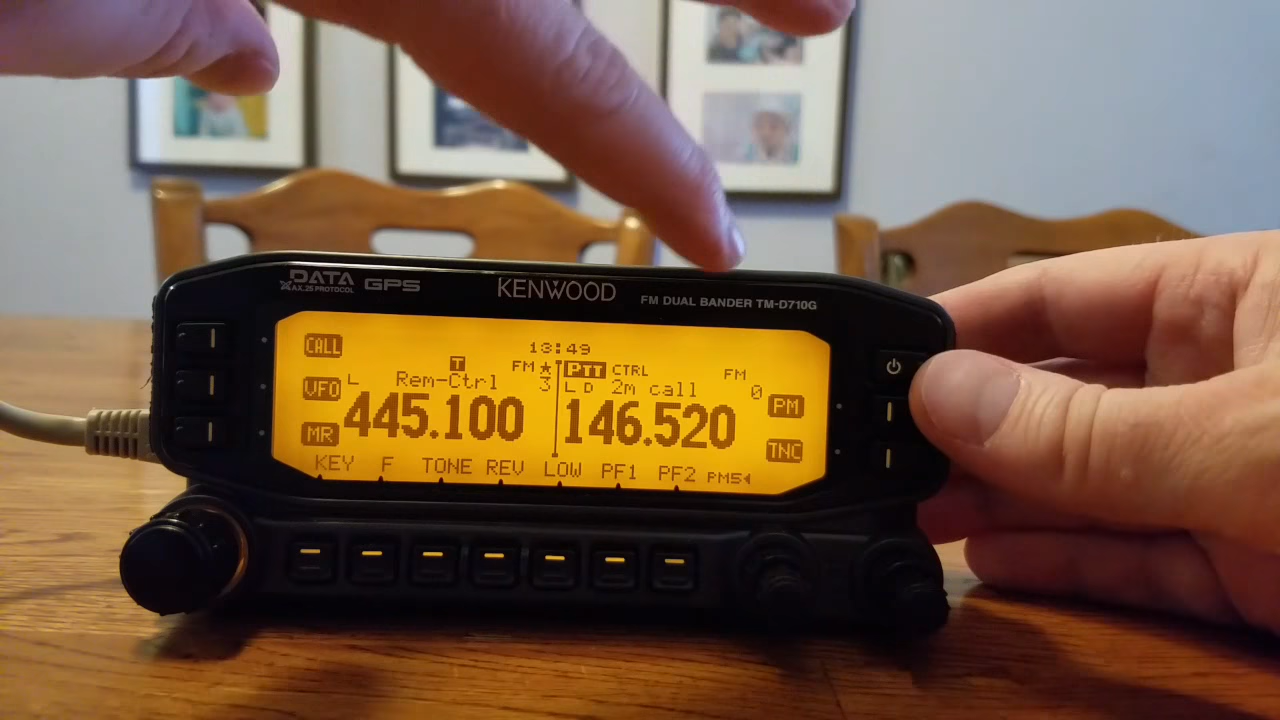 DATA
AX.25 PROTOCOL
GPS
KENWOOD
FM DUAL BANDER TM-D710G
CALL
13:49
T FM ★ PTT CTRL FM
VFO L Rem-Ctrl 3 L D 2m call 0
445.100 146.520 PM
MR TNC
KEY F TONE REV LOW PF1 PF2 PM5◀